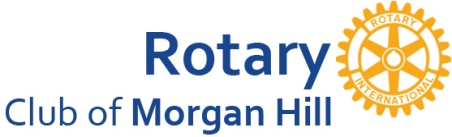 Rotary
Club of Morgan Hill
ROTARY
INTERNATIONAL